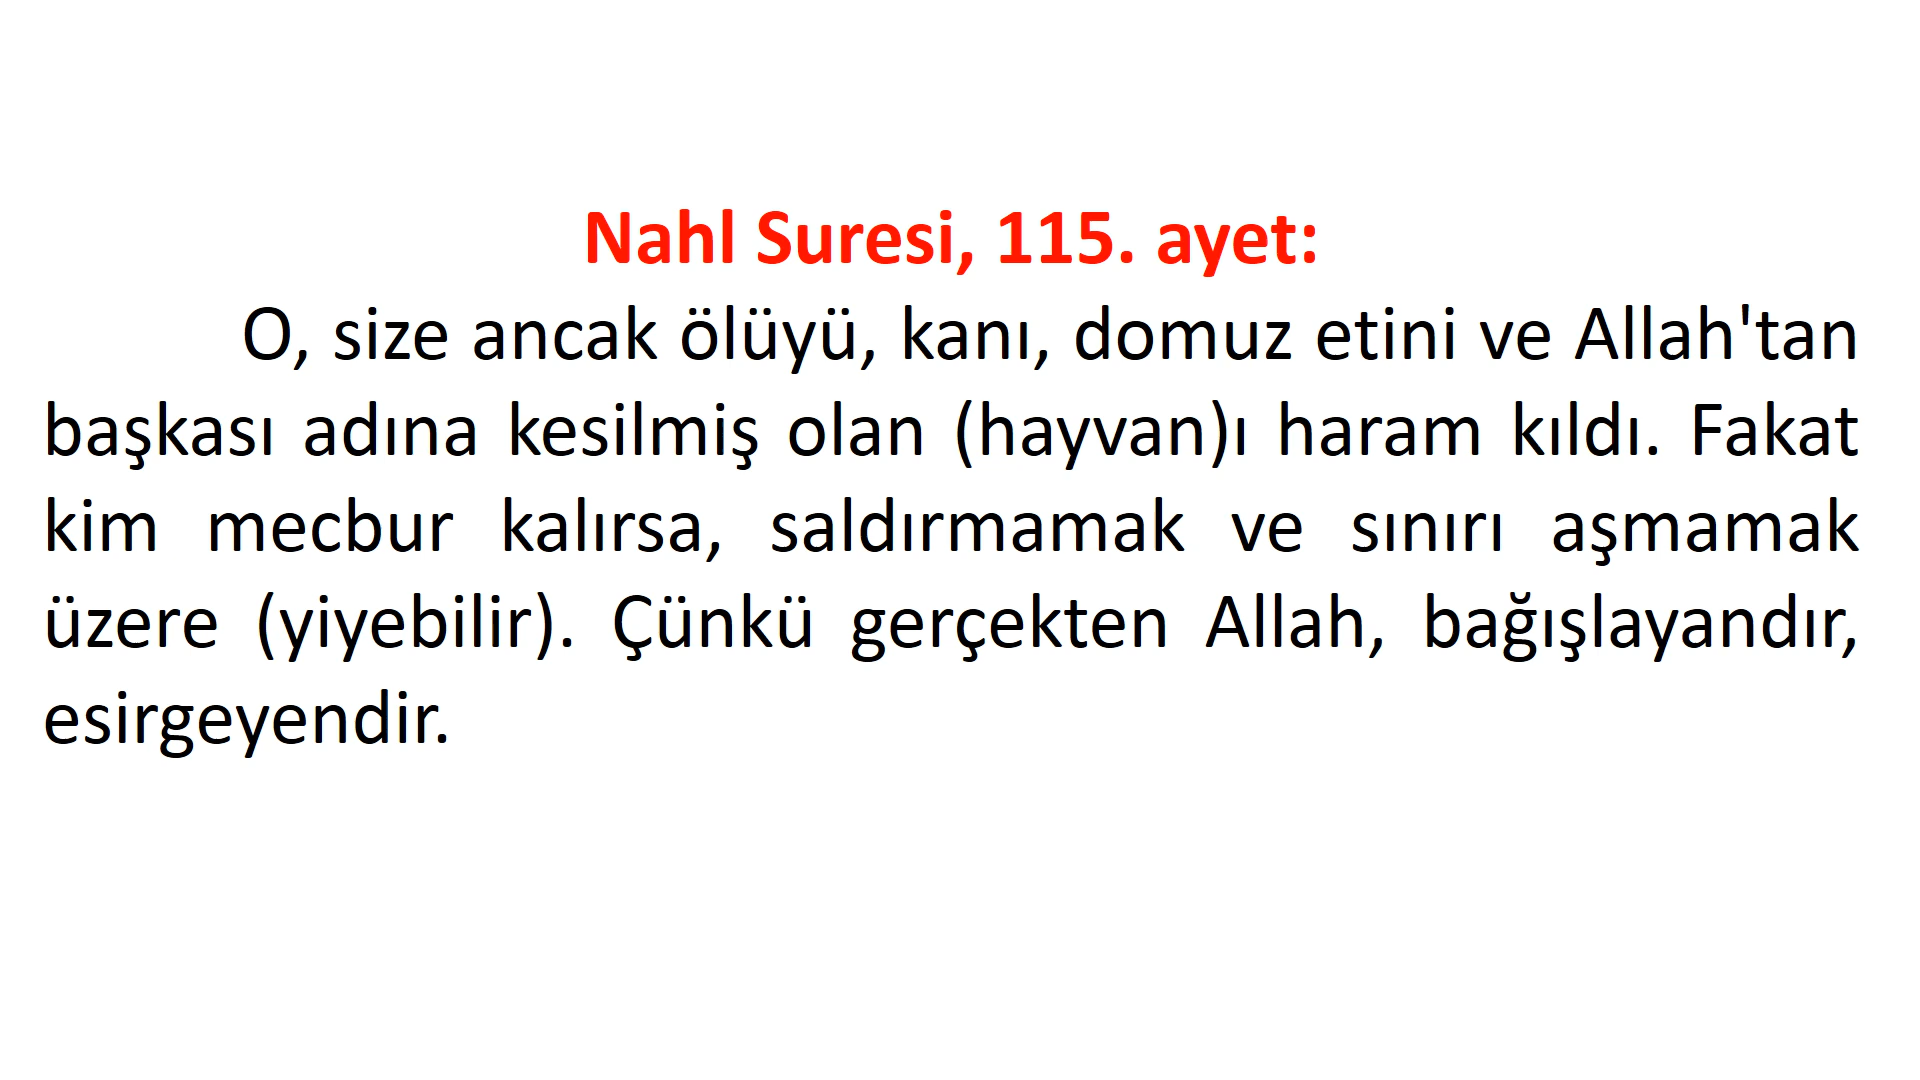 Nahl Suresi, 115. ayet:
O, size ancak ölüyü, kanı, domuz etini ve Allah'tan
başkası adına kesilmiş olan (hayvan)ı haram kıldı. Fakat
kim mecbur kalırsa, saldırmamak ve sınırı aşmamak
üzere (yiyebilir). Çünkü gerçekten Allah, bağışlayandır,
esirgeyendir.